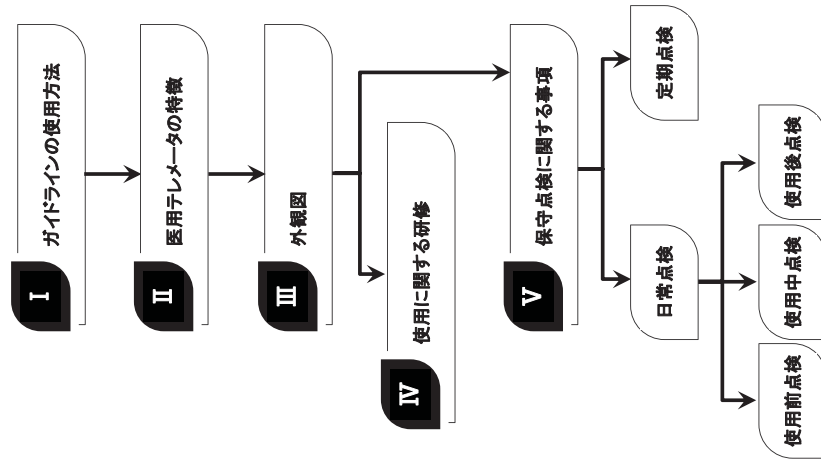 I
ガイドラインの使用方法
II
医用テレメータの特徴
III
外観図
IV
使用に関する研修
V
保守点検に関する事項
日常点検
定期点検
使用前点検
使用中点検
使用後点検